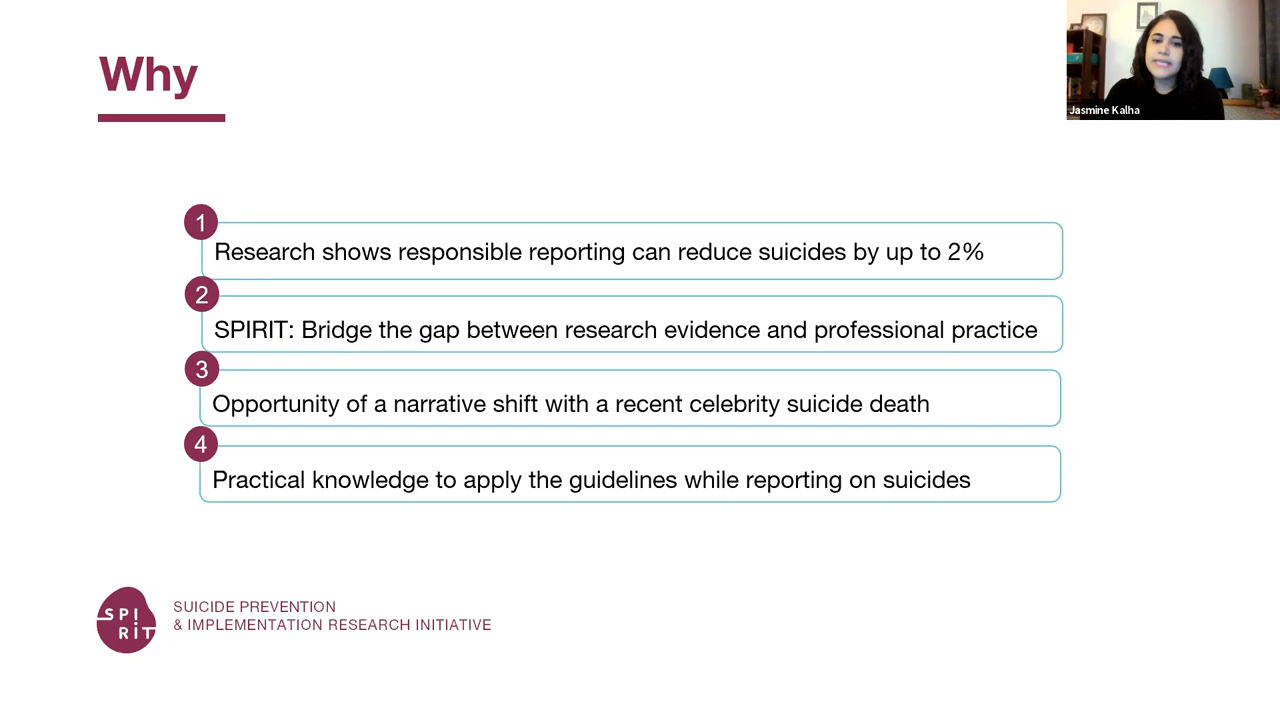 Why
Jasmine Kalha
1
Research shows responsible reporting can reduce suicides by up to 2%
2
SPIRIT: Bridge the gap between research evidence and professional practice
3
Opportunity of a narrative shift with a recent celebrity suicide death
4
Practical knowledge to apply the guidelines while reporting on suicides
SPI
RIT
SUICIDE PREVENTION
& IMPLEMENTATION RESEARCH INITIATIVE